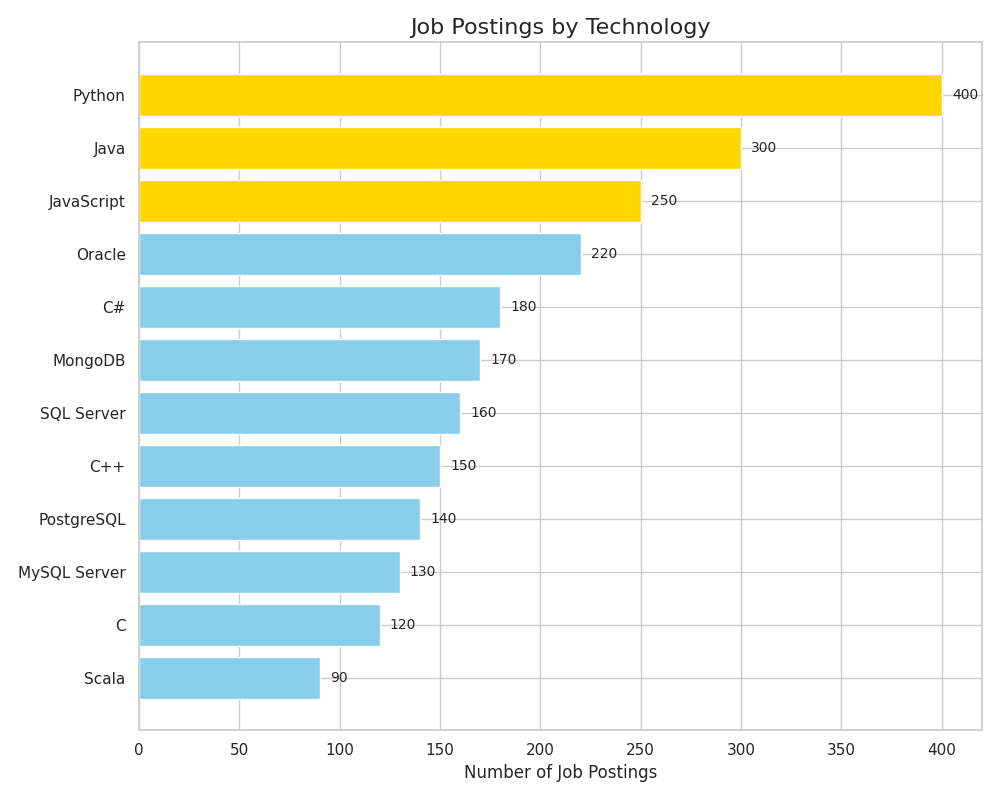 Job Postings by Technology
Python 400
Java 300
JavaScript 250
Oracle 220
C# 180
MongoDB 170
SQL Server 160
C++ 150
PostgreSQL 140
MySQL Server 130
C 120
Scala 90
0 50 100 150 200 250 300 350 400
Number of Job Postings